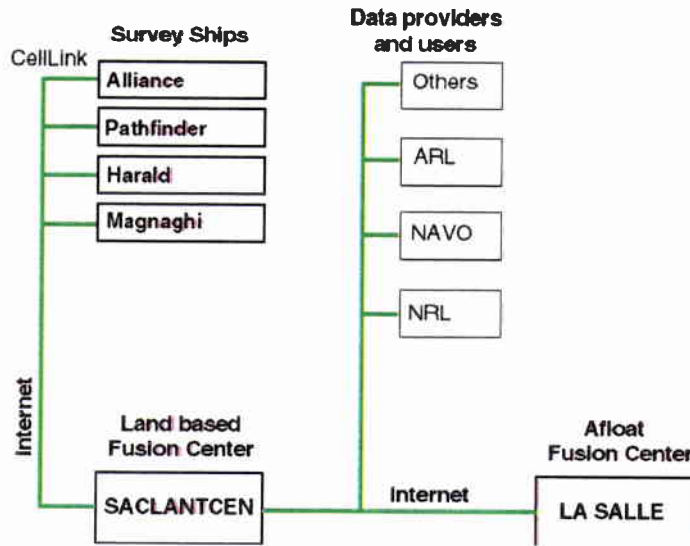 Survey Ships
CellLink
Alliance
Pathfinder
Harald
Magnaghi
Data providers
and users
Others
ARL
NAVO
NRL
Internet
Land based
Fusion Center
SACLANTCEN
Internet
Afloat
Fusion Center
LA SALLE